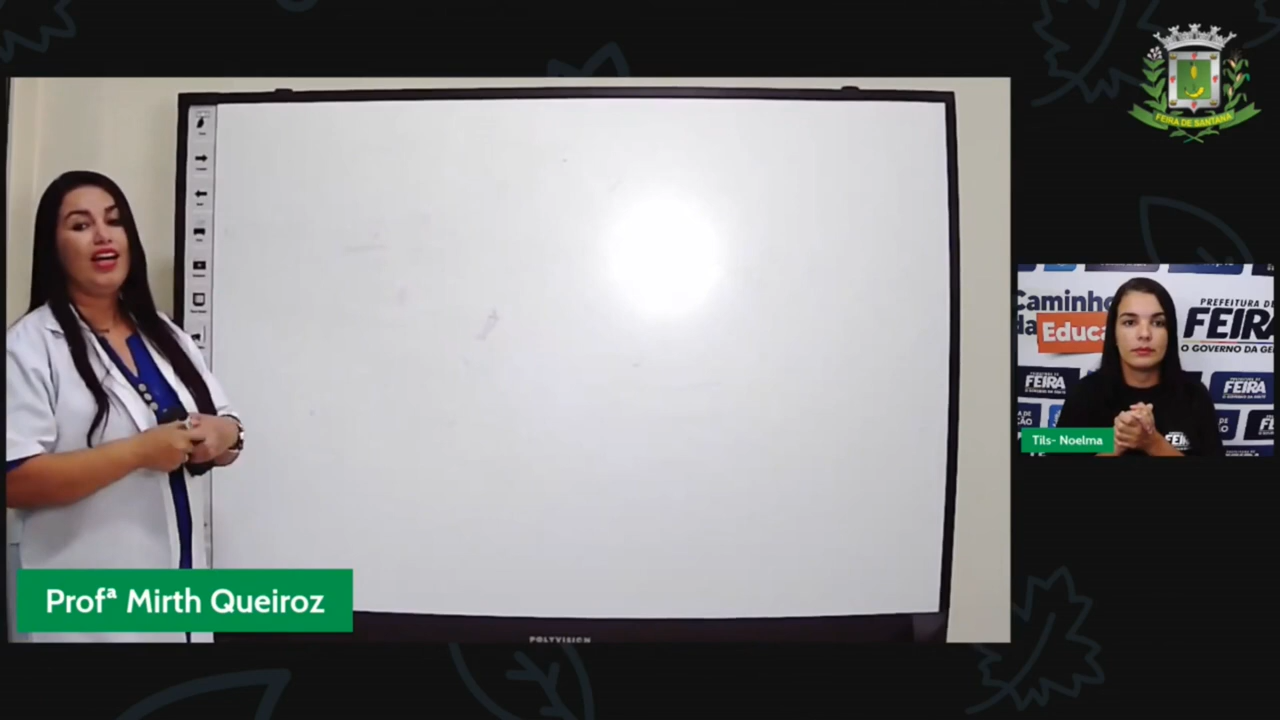 FEIRA DE SANTANA
Caminho
da Educa
PREFEITURA DE
FEIRA
O GOVERNO DA GE
FEIRA
FEIRA
Tils- Noelma
Profª Mirth Queiroz
POLYVISION